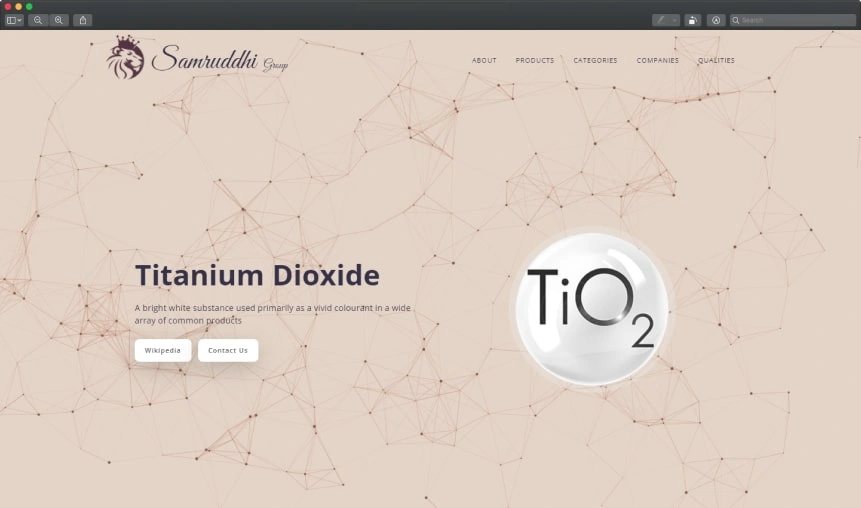 Search
Samruddhi Group
ABOUT PRODUCTS CATEGORIES COMPANIES QUALITIES
Titanium Dioxide
A bright white substance used primarily as a vivid colourant in a wide
array of common products
Wikipedia Contact Us
TiO2